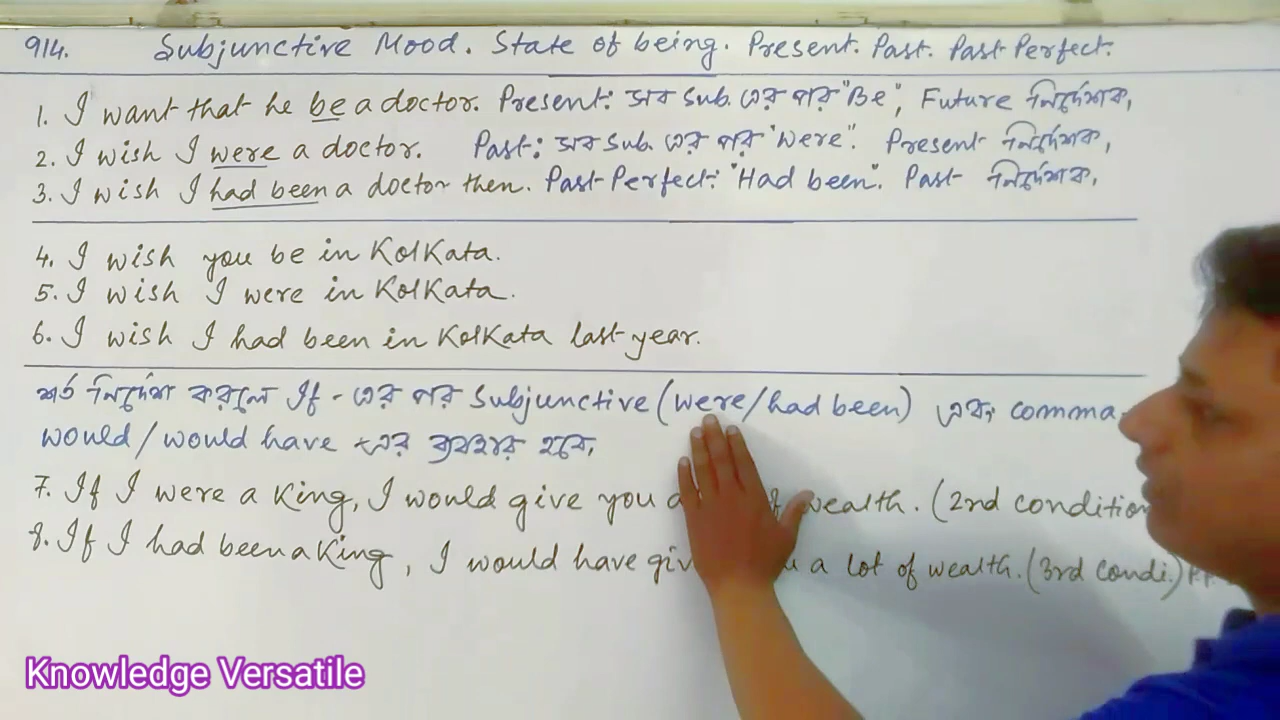 914. Subjunctive Mood. State of being. Present. Past. Past Perfect.
1. I want that he be a doctor. Present: সব Sub. এর পর "Be", Future নির্দেশক,
2. I wish I were a doctor. Past: সব Sub. এর পর "were". Present নির্দেশক,
3. I wish I had been a doctor then. Past Perfect: "Had been". Past নির্দেশক,
4. I wish you be in Kolkata.
5. I wish I were in Kolkata.
6. I wish I had been in Kolkata last year.
শর্ত নির্দেশ করলে If - এর পর Subjunctive (were/had been) এবং comma
would/would have এর ব্যবহার হবে,
7. If I were a King, I would give you a wealth. (2nd condition
8. If I had been a King, I would have a lot of wealth. (3rd condi.) P.P.
Knowledge Versatile